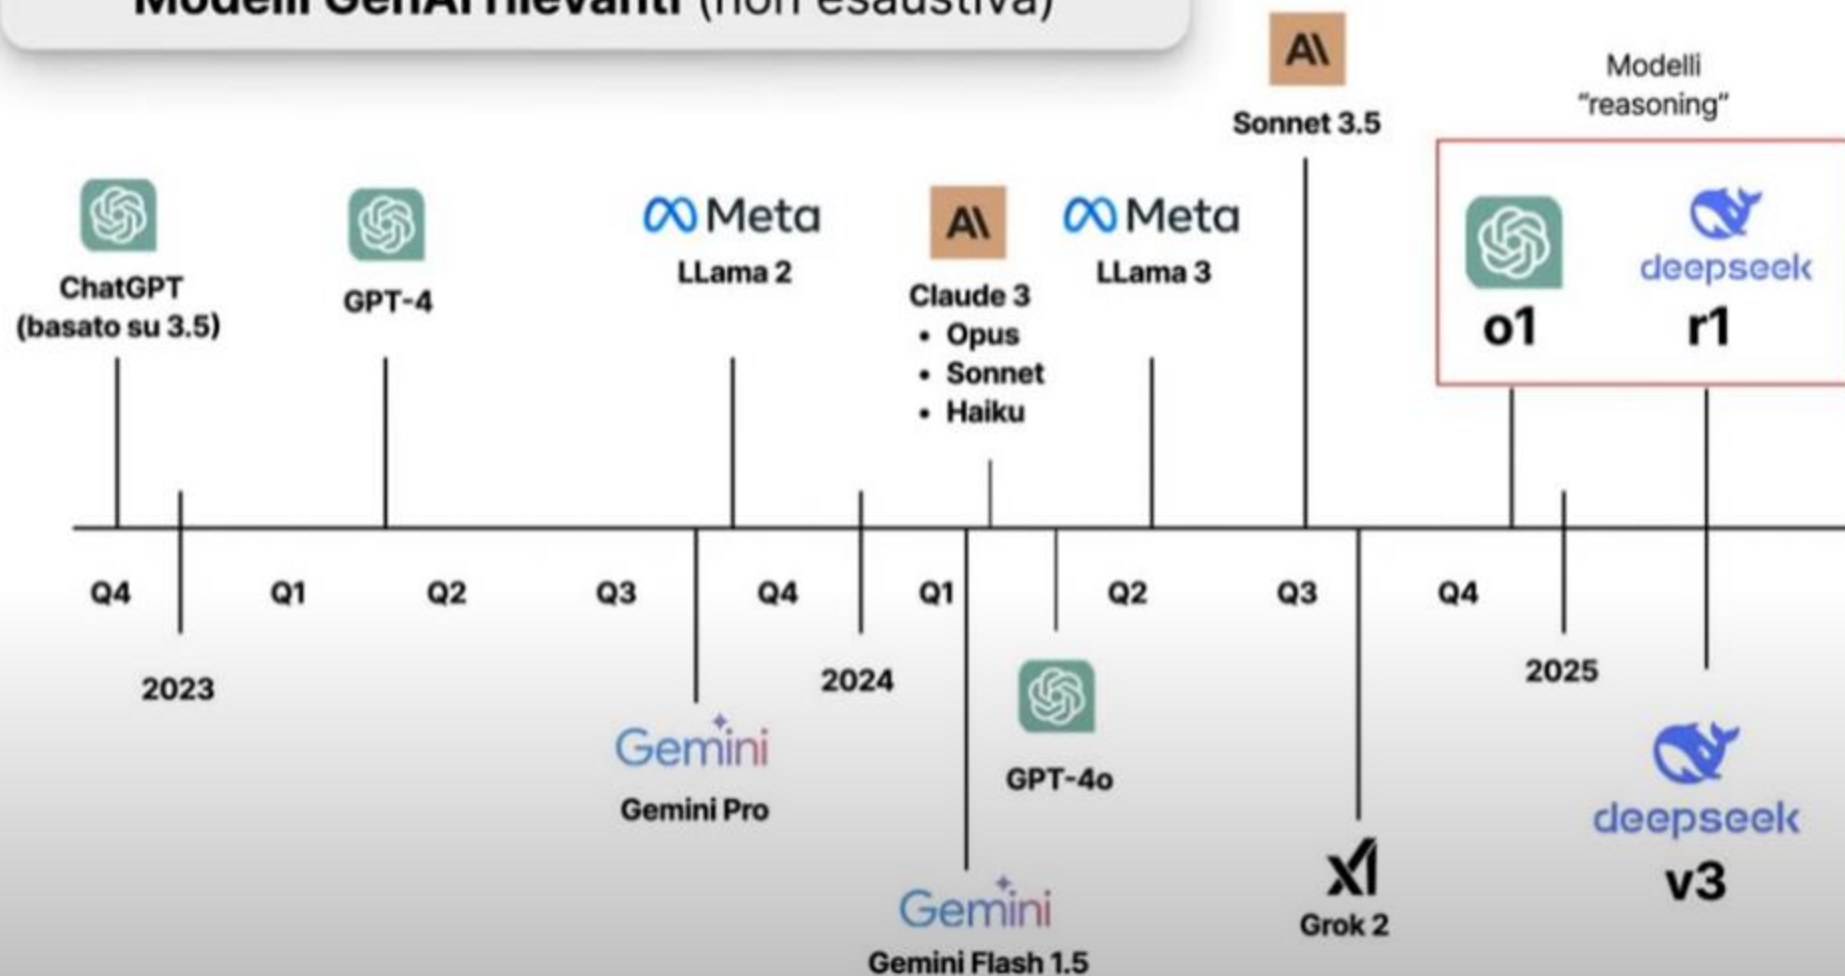 Modelli GenAI rilevanti (non esaustiva)
Sonnet 3.5
Modelli
“reasoning”
ChatGPT
(basato su 3.5)
GPT-4
Meta
LLama 2
Claude 3
• Opus
• Sonnet
• Haiku
Meta
LLama 3
o1
deepseek
r1
Q4
Q1
Q2
Q3
Q4
Q1
Q2
Q3
Q4
2023
2024
2025
Gemini
Gemini Pro
GPT-4o
Gemini
Gemini Flash 1.5
Grok 2
deepseek
v3